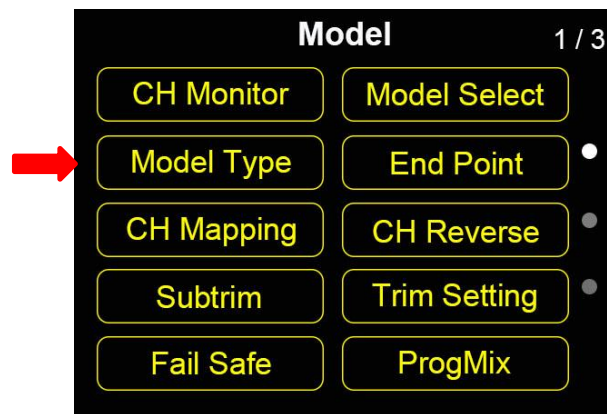 Model 1 / 3
CH Monitor Model Select
Model Type End Point
CH Mapping CH Reverse
Subtrim Trim Setting
Fail Safe ProgMix